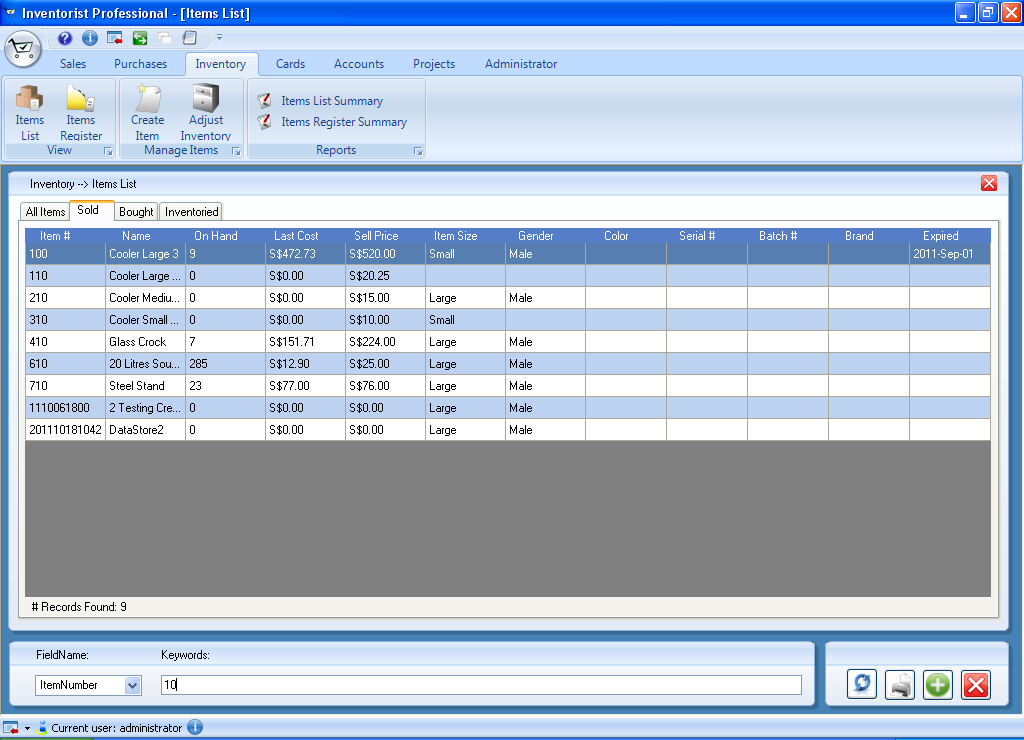 Inventorist Professional - [Items List]
Sales Purchases Inventory Cards Accounts Projects Administrator
Items List
Items Register
Create Item
Adjust Inventory
Items List Summary
Items Register Summary
View Manage Items Reports
Inventory --> Items List
All Items Sold Bought Inventoried
Item # Name On Hand Last Cost Sell Price Item Size Gender Color Serial # Batch # Brand Expired
100 Cooler Large 3 9 S$472.73 S$520.00 Small Male 2011-Sep-01
110 Cooler Large ... 0 S$0.00 S$20.25
210 Cooler Mediu... 0 S$0.00 S$15.00 Large Male
310 Cooler Small ... 0 S$0.00 S$10.00 Small
410 Glass Crock 7 S$151.71 S$224.00 Large Male
610 20 Litres Sou... 285 S$12.90 S$25.00 Large Male
710 Steel Stand 23 S$77.00 S$76.00 Large Male
1110061800 2 Testing Cre... 0 S$0.00 S$0.00 Large Male
201110181042 DataStore2 0 S$0.00 S$0.00 Large Male
# Records Found: 9
FieldName: Keywords:
ItemNumber 10
Current user: administrator